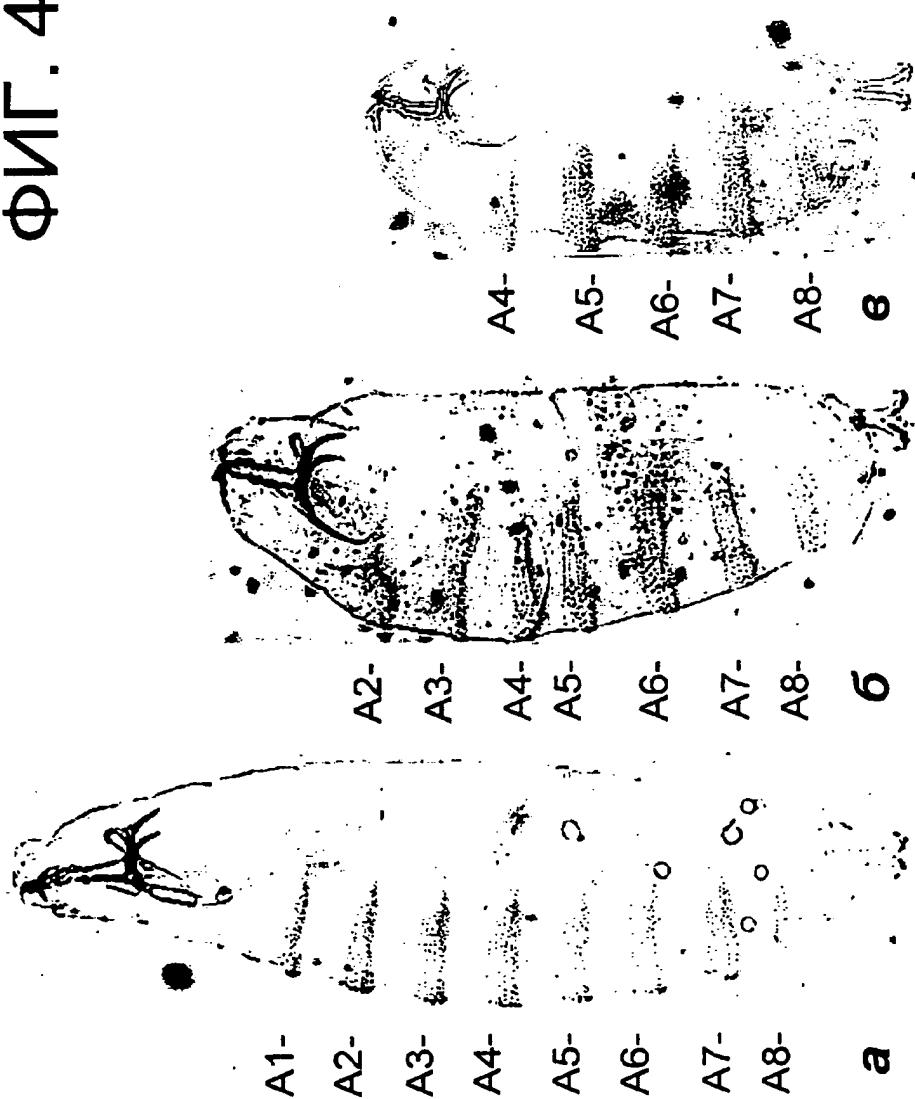 ФИГ. 4
A1-
A2-
A3-
A4-
A5-
A6-
A7-
A8-
а
A2-
A3-
A4-
A5-
A6-
A7-
A8-
б
A4-
A5-
A6-
A7-
A8-
в